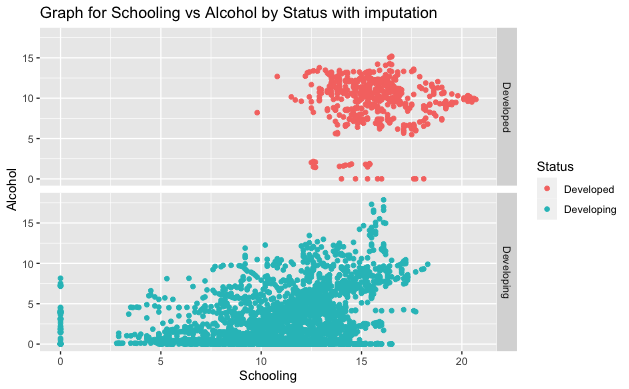 Graph for Schooling vs Alcohol by Status with imputation
15
10
5
0
Developed
15
10
5
0
Developing
Alcohol
0 5 10 15 20
Schooling
Status
Developed
Developing